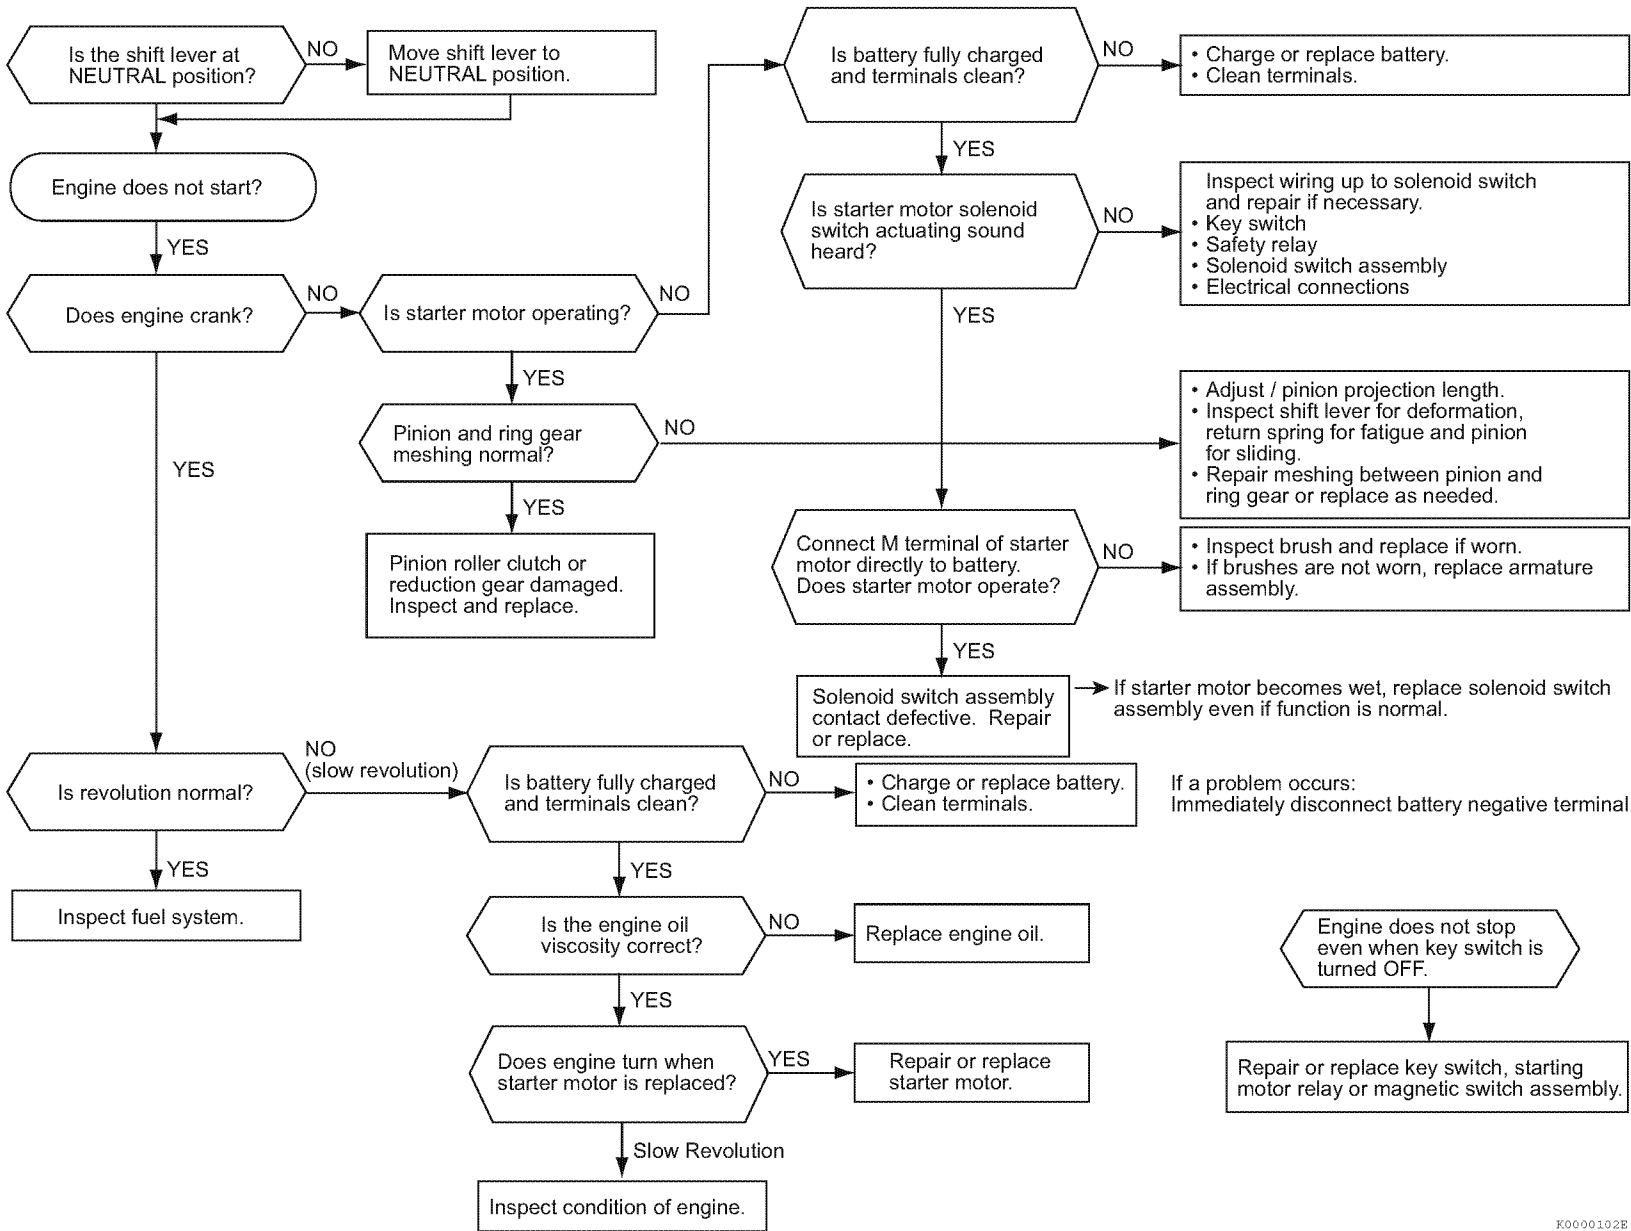 Is the shift lever at
NEUTRAL position?
NO
Move shift lever to
NEUTRAL position.
Engine does not start?
YES
Does engine crank?
NO
Is starter motor operating?
NO
YES
Pinion and ring gear
meshing normal?
NO
YES
Pinion roller clutch or
reduction gear damaged.
Inspect and replace.
YES
Is battery fully charged
and terminals clean?
NO
• Charge or replace battery.
• Clean terminals.
YES
Is starter motor solenoid
switch actuating sound
heard?
NO
Inspect wiring up to solenoid switch
and repair if necessary.
• Key switch
• Safety relay
• Solenoid switch assembly
• Electrical connections
YES
• Adjust / pinion projection length.
• Inspect shift lever for deformation,
return spring for fatigue and pinion
for sliding.
• Repair meshing between pinion and
ring gear or replace as needed.
Connect M terminal of starter
motor directly to battery.
Does starter motor operate?
NO
• Inspect brush and replace if worn.
• If brushes are not worn, replace armature
assembly.
YES
Solenoid switch assembly
contact defective. Repair
or replace.
If starter motor becomes wet, replace solenoid switch
assembly even if function is normal.
Is revolution normal?
NO
(slow revolution)
Is battery fully charged
and terminals clean?
NO
• Charge or replace battery.
• Clean terminals.
If a problem occurs:
Immediately disconnect battery negative terminal
YES
Inspect fuel system.
YES
Is the engine oil
viscosity correct?
NO
Replace engine oil.
YES
Does engine turn when
starter motor is replaced?
YES
Repair or replace
starter motor.
Slow Revolution
Inspect condition of engine.
Engine does not stop
even when key switch is
turned OFF.
Repair or replace key switch, starting
motor relay or magnetic switch assembly.
K0000102E